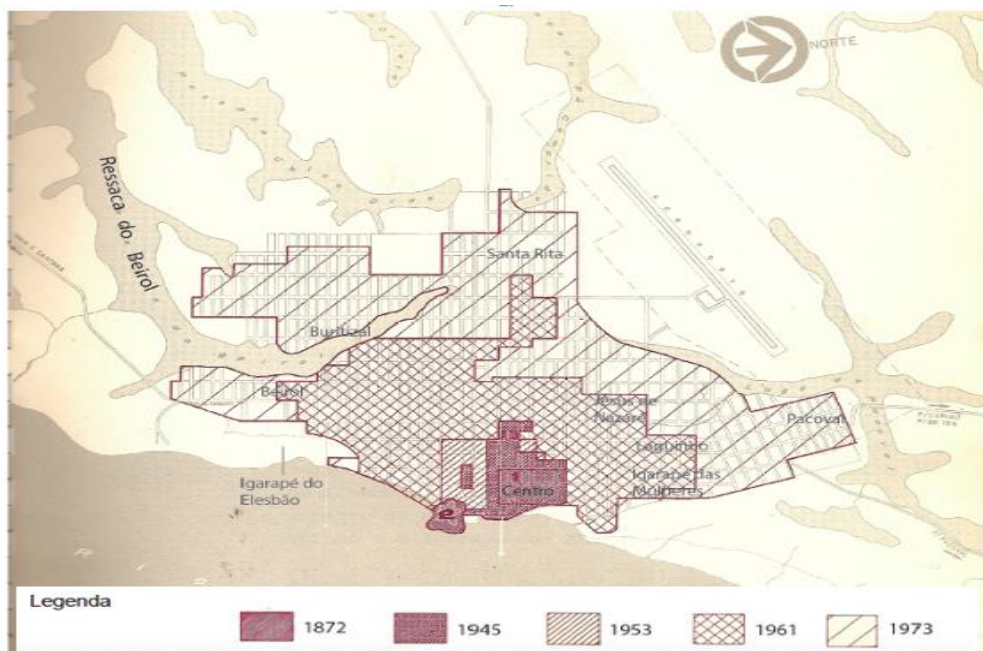 NORTE
Ressaca do Beirol
AEROPORTO
Santa Rita
Buritizal
Beirol
Jesus de
Nazaré
Pacoval
Laguinho
Igarapé das
Mulheres
Igarapé do
Elesbão
Centro
R I O
Legenda
1872 1945 1953 1961 1973